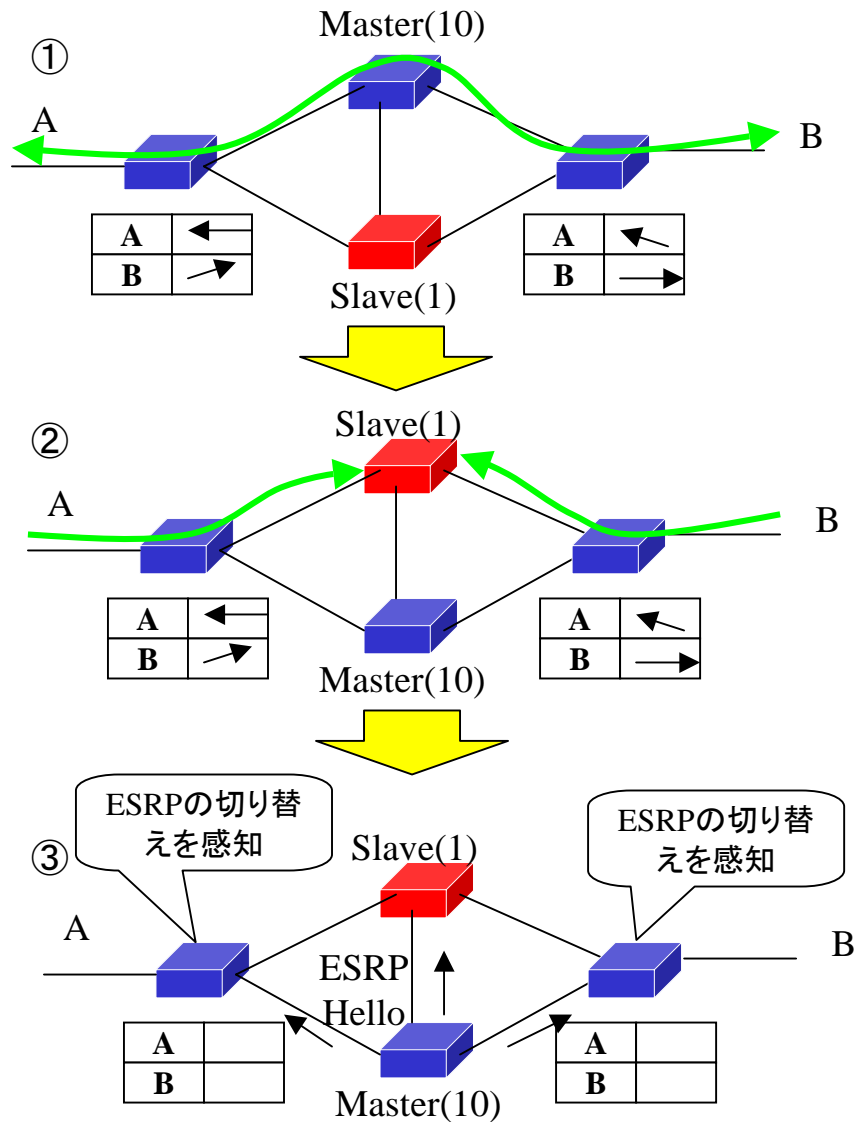 Master(10)
①
A
B
A
B
A
B
Slave(1)
②
Slave(1)
A
B
A
B
A
B
Master(10)
ESRPの切り替
えを感知
ESRPの切り替
えを感知
③
Slave(1)
A
B
ESRP
Hello
A
B
A
B
Master(10)